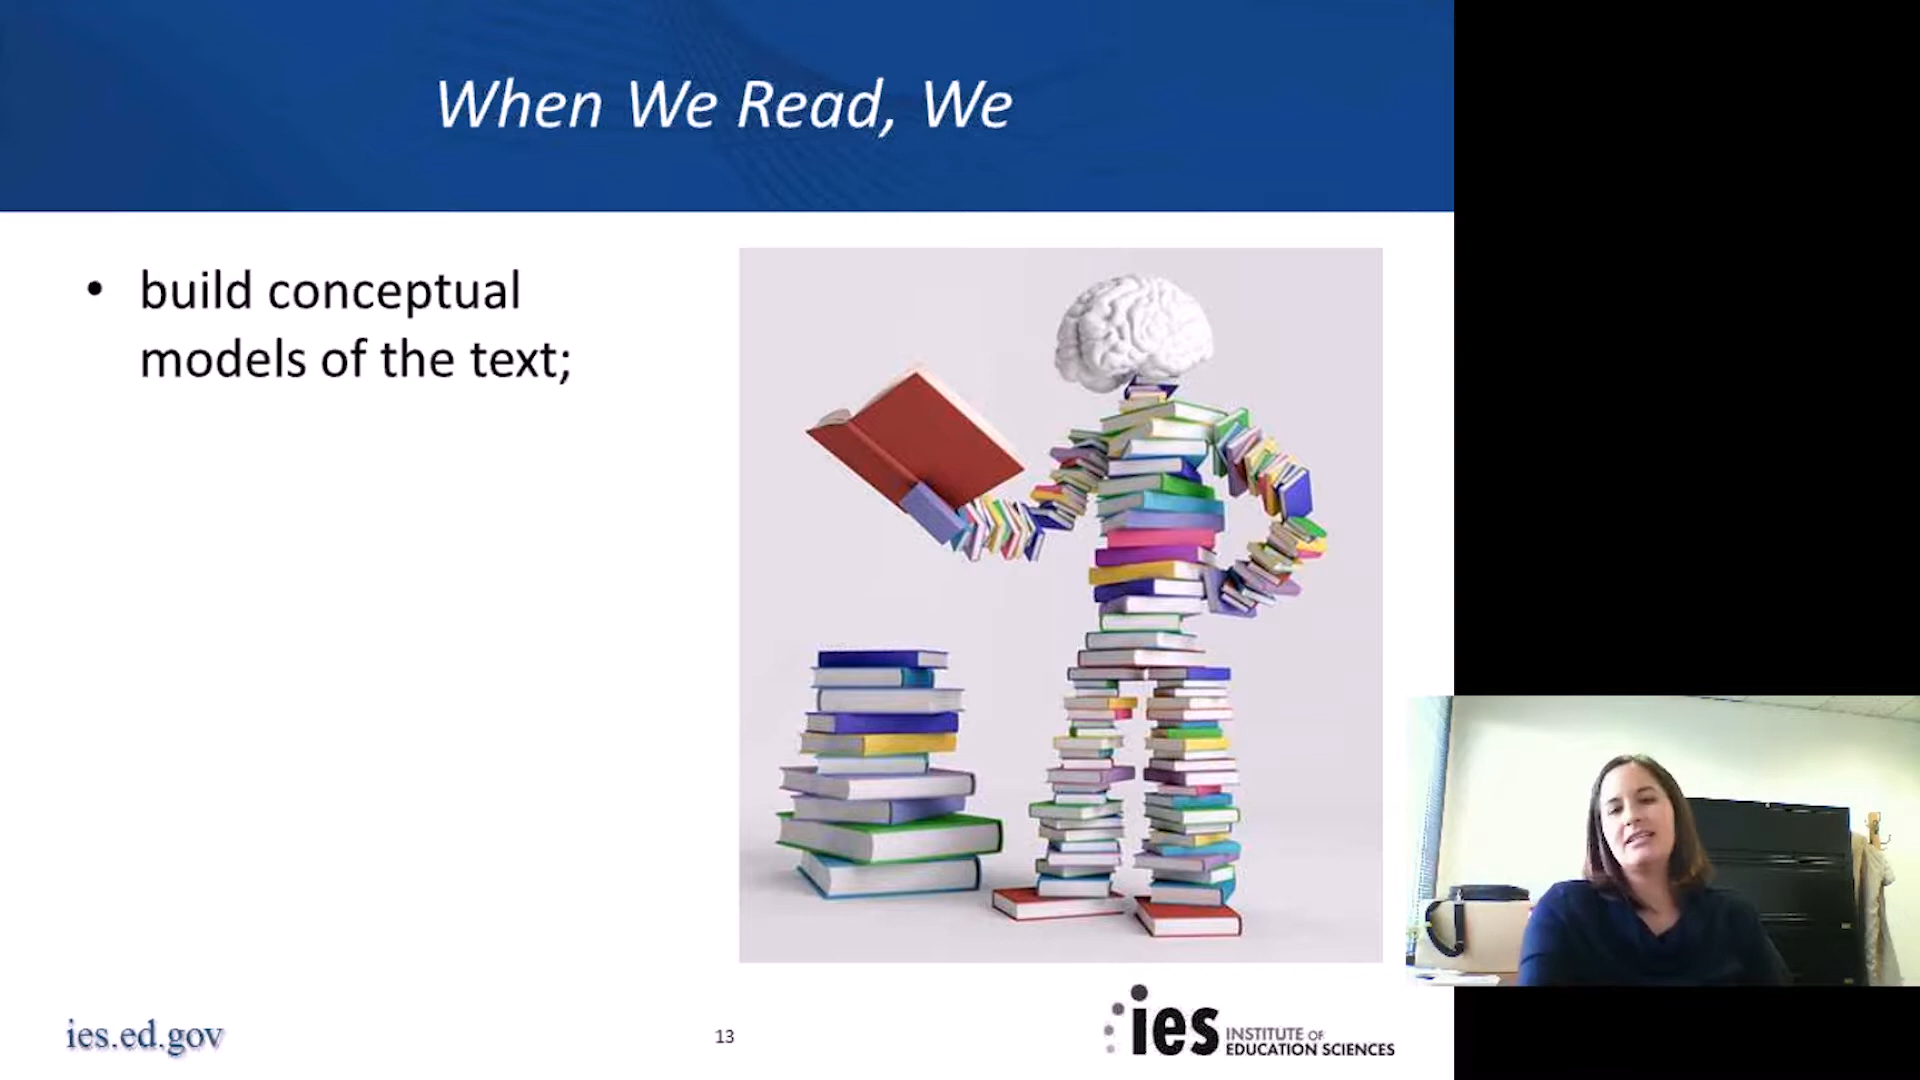 When We Read, We
• build conceptual
models of the text;
ies.ed.gov
13
ies INSTITUTE OF
EDUCATION SCIENCES